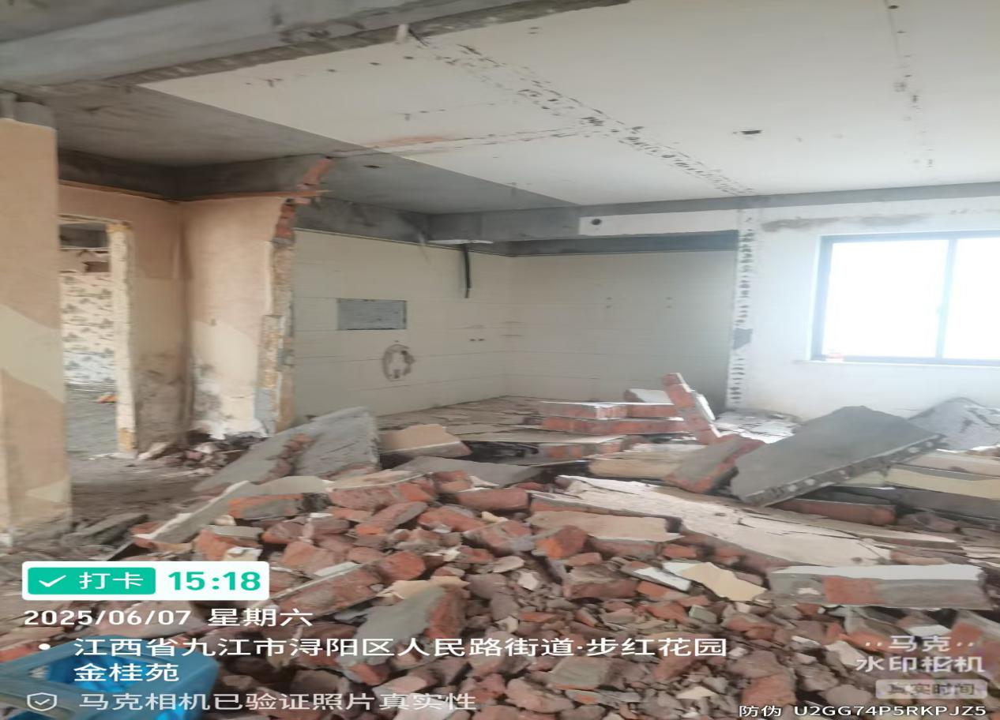 打卡 15:18
2025/06/07 星期六
江西省九江市浔阳区人民路街道·步红花园
金桂苑
马克相机已验证照片真实性
马克
水印相机
真实时间
防伪 U2GG74P5RKPJZ5